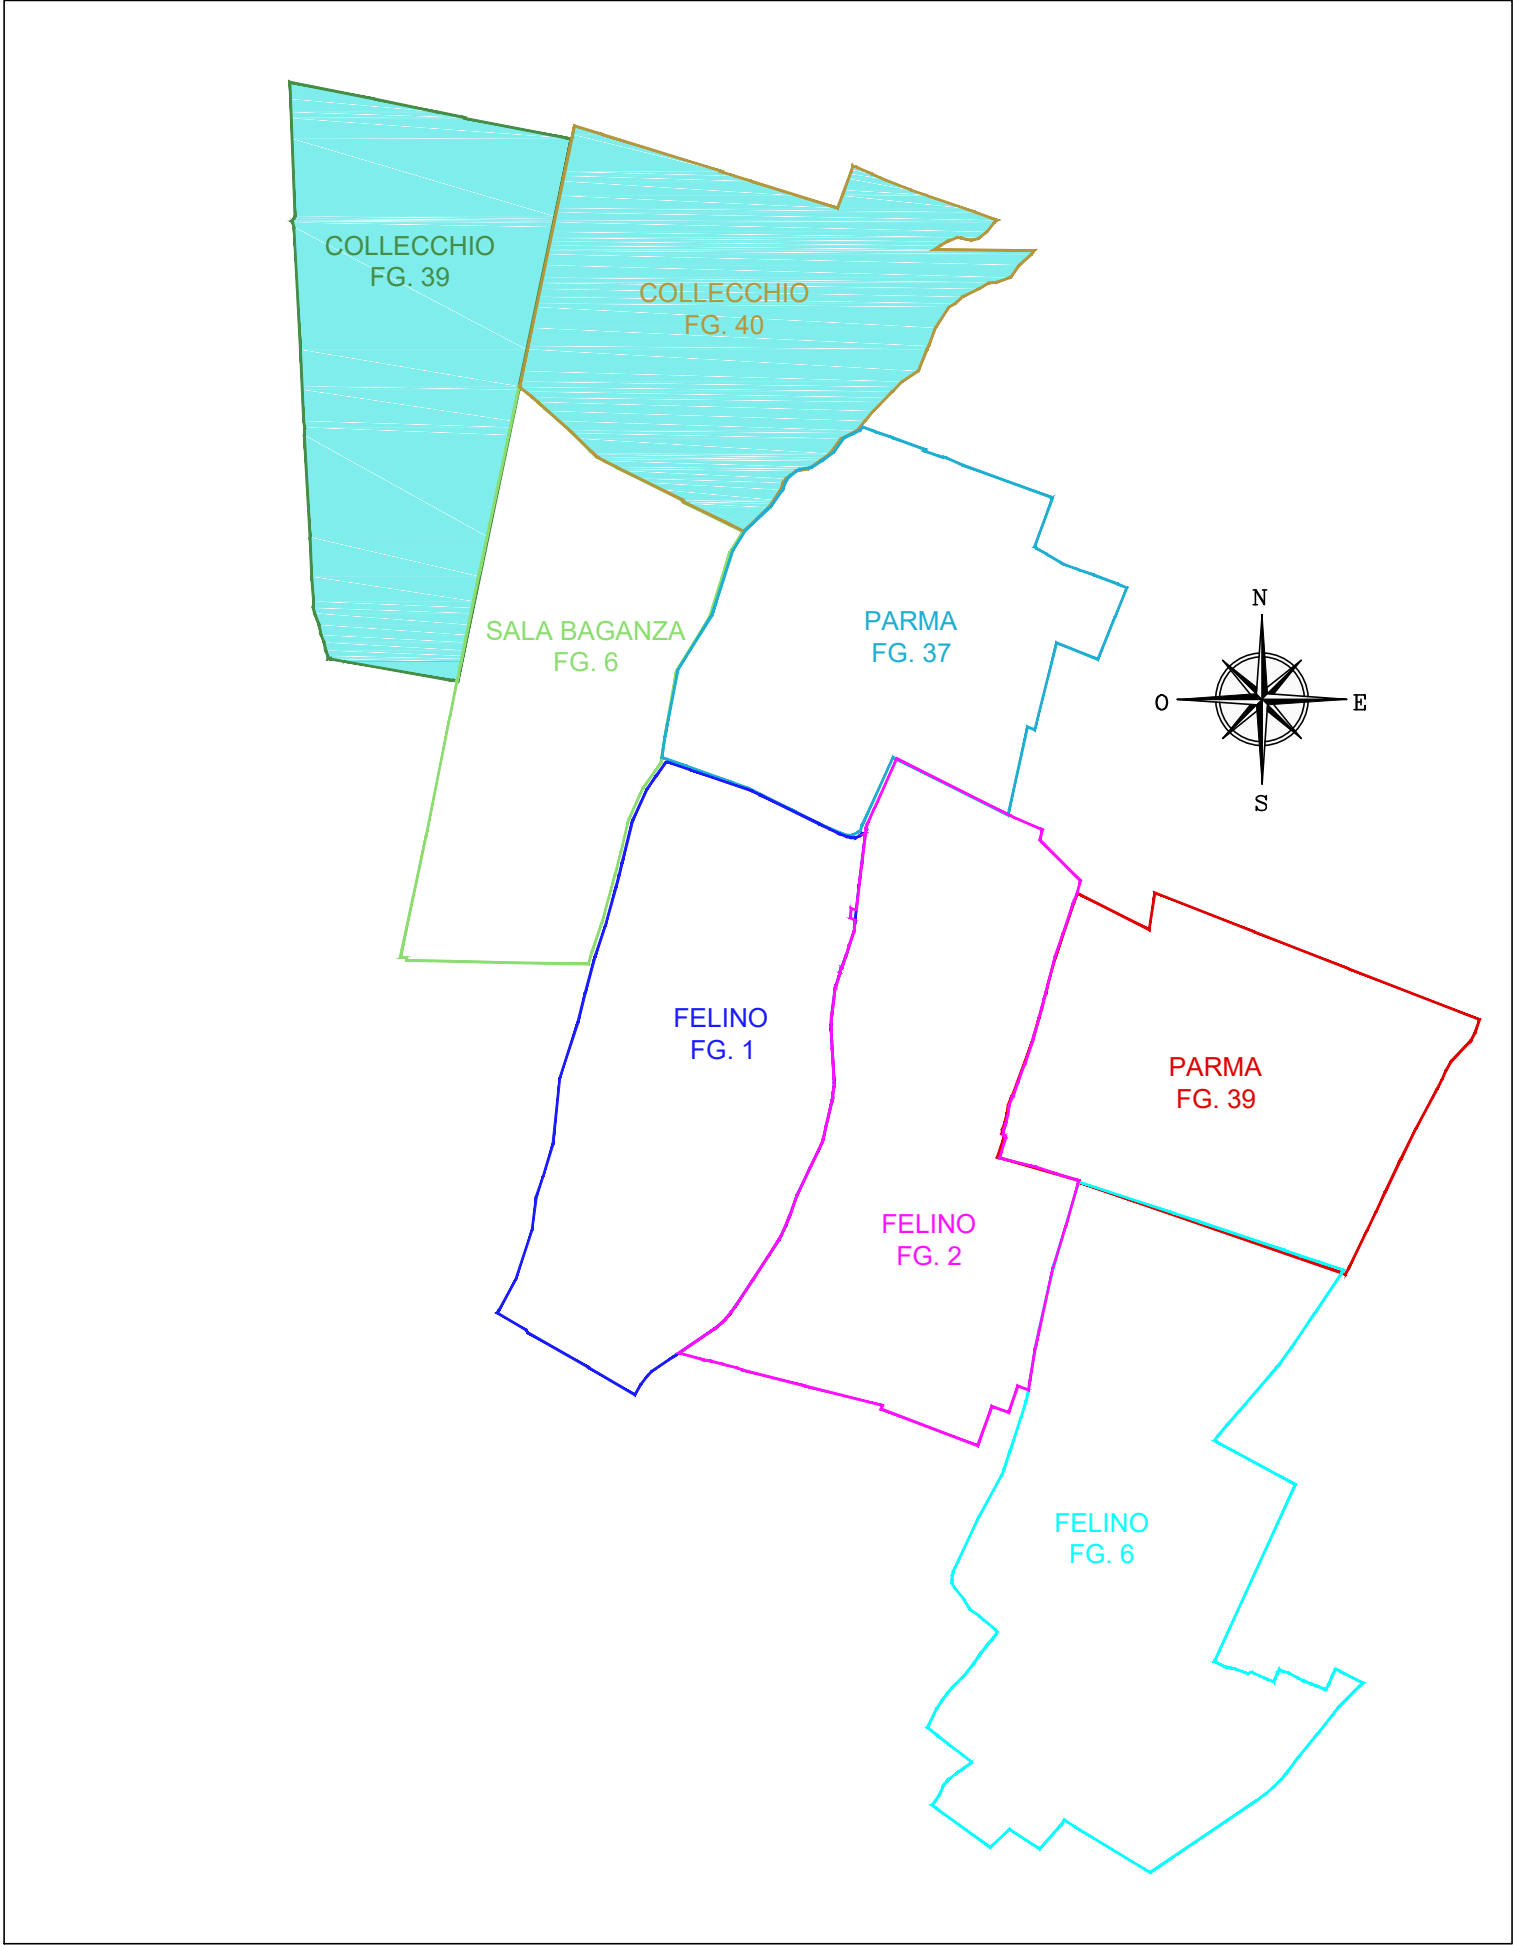 COLLECCHIO
FG. 39
COLLECCHIO
FG. 40
SALA BAGANZA
FG. 6
PARMA
FG. 37
N
O
E
S
FELINO
FG. 1
PARMA
FG. 39
FELINO
FG. 2
FELINO
FG. 6